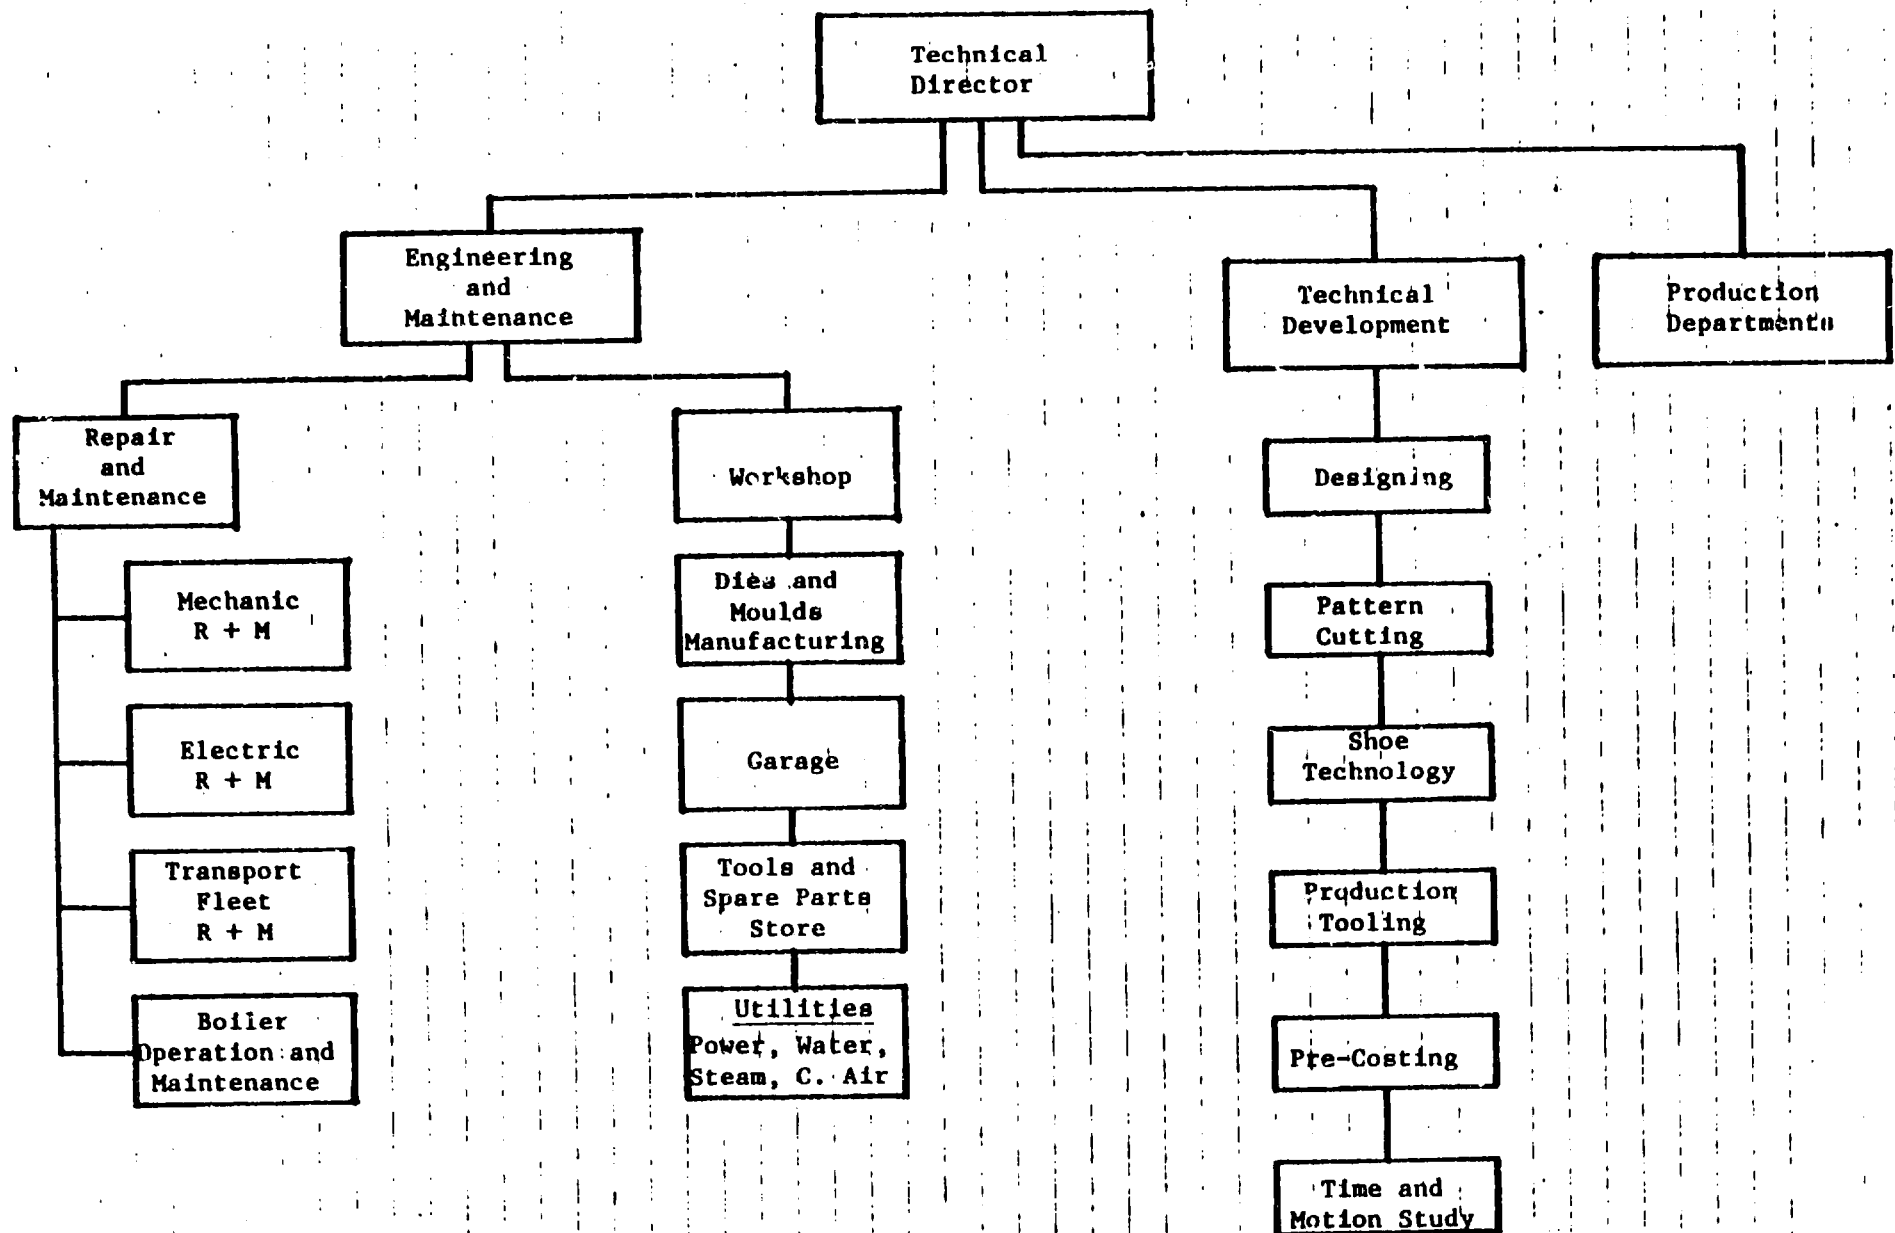 Technical
Director
Engineering
and
Maintenance
Technical
Development
Production
Departments
Repair
and
Maintenance
Workshop
Designing
Mechanic
R + M
Dies and
Moulds
Manufacturing
Pattern
Cutting
Electric
R + M
Garage
Shoe
Technology
Transport
Fleet
R + M
Tools and
Spare Parts
Store
Production
Tooling
Boiler
Operation and
Maintenance
Utilities
Power, Water,
Steam, C. Air
Pre-Costing
Time and
Motion Study